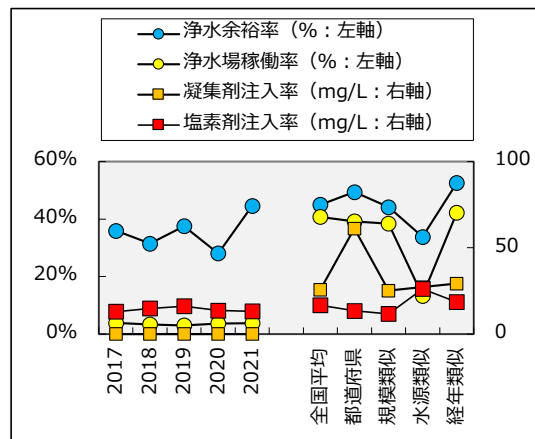 浄水余裕率（%：左軸）
浄水場稼働率（%：左軸）
凝集剤注入率（mg/L：右軸）
塩素剤注入率（mg/L：右軸）
60%
40%
20%
0%
100
50
0
2017
2018
2019
2020
2021
全国平均
都道府県
規模類似
水源類似
経年類似